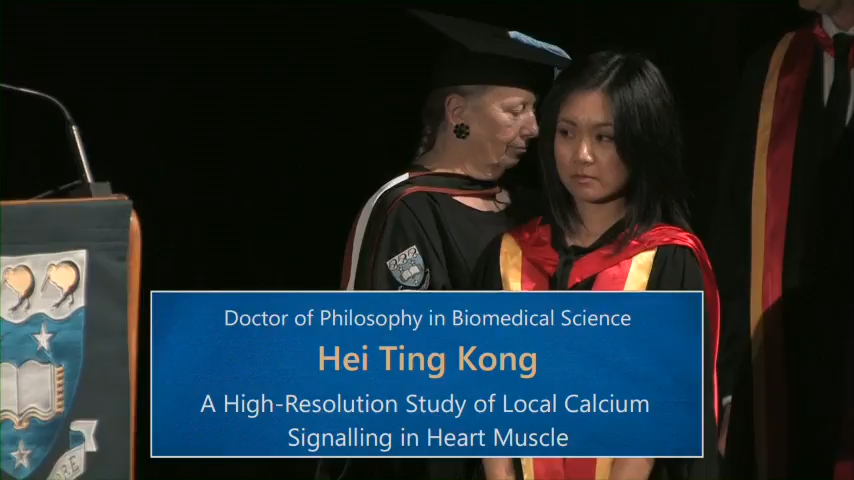 Doctor of Philosophy in Biomedical Science
Hei Ting Kong
A High-Resolution Study of Local Calcium
Signalling in Heart Muscle